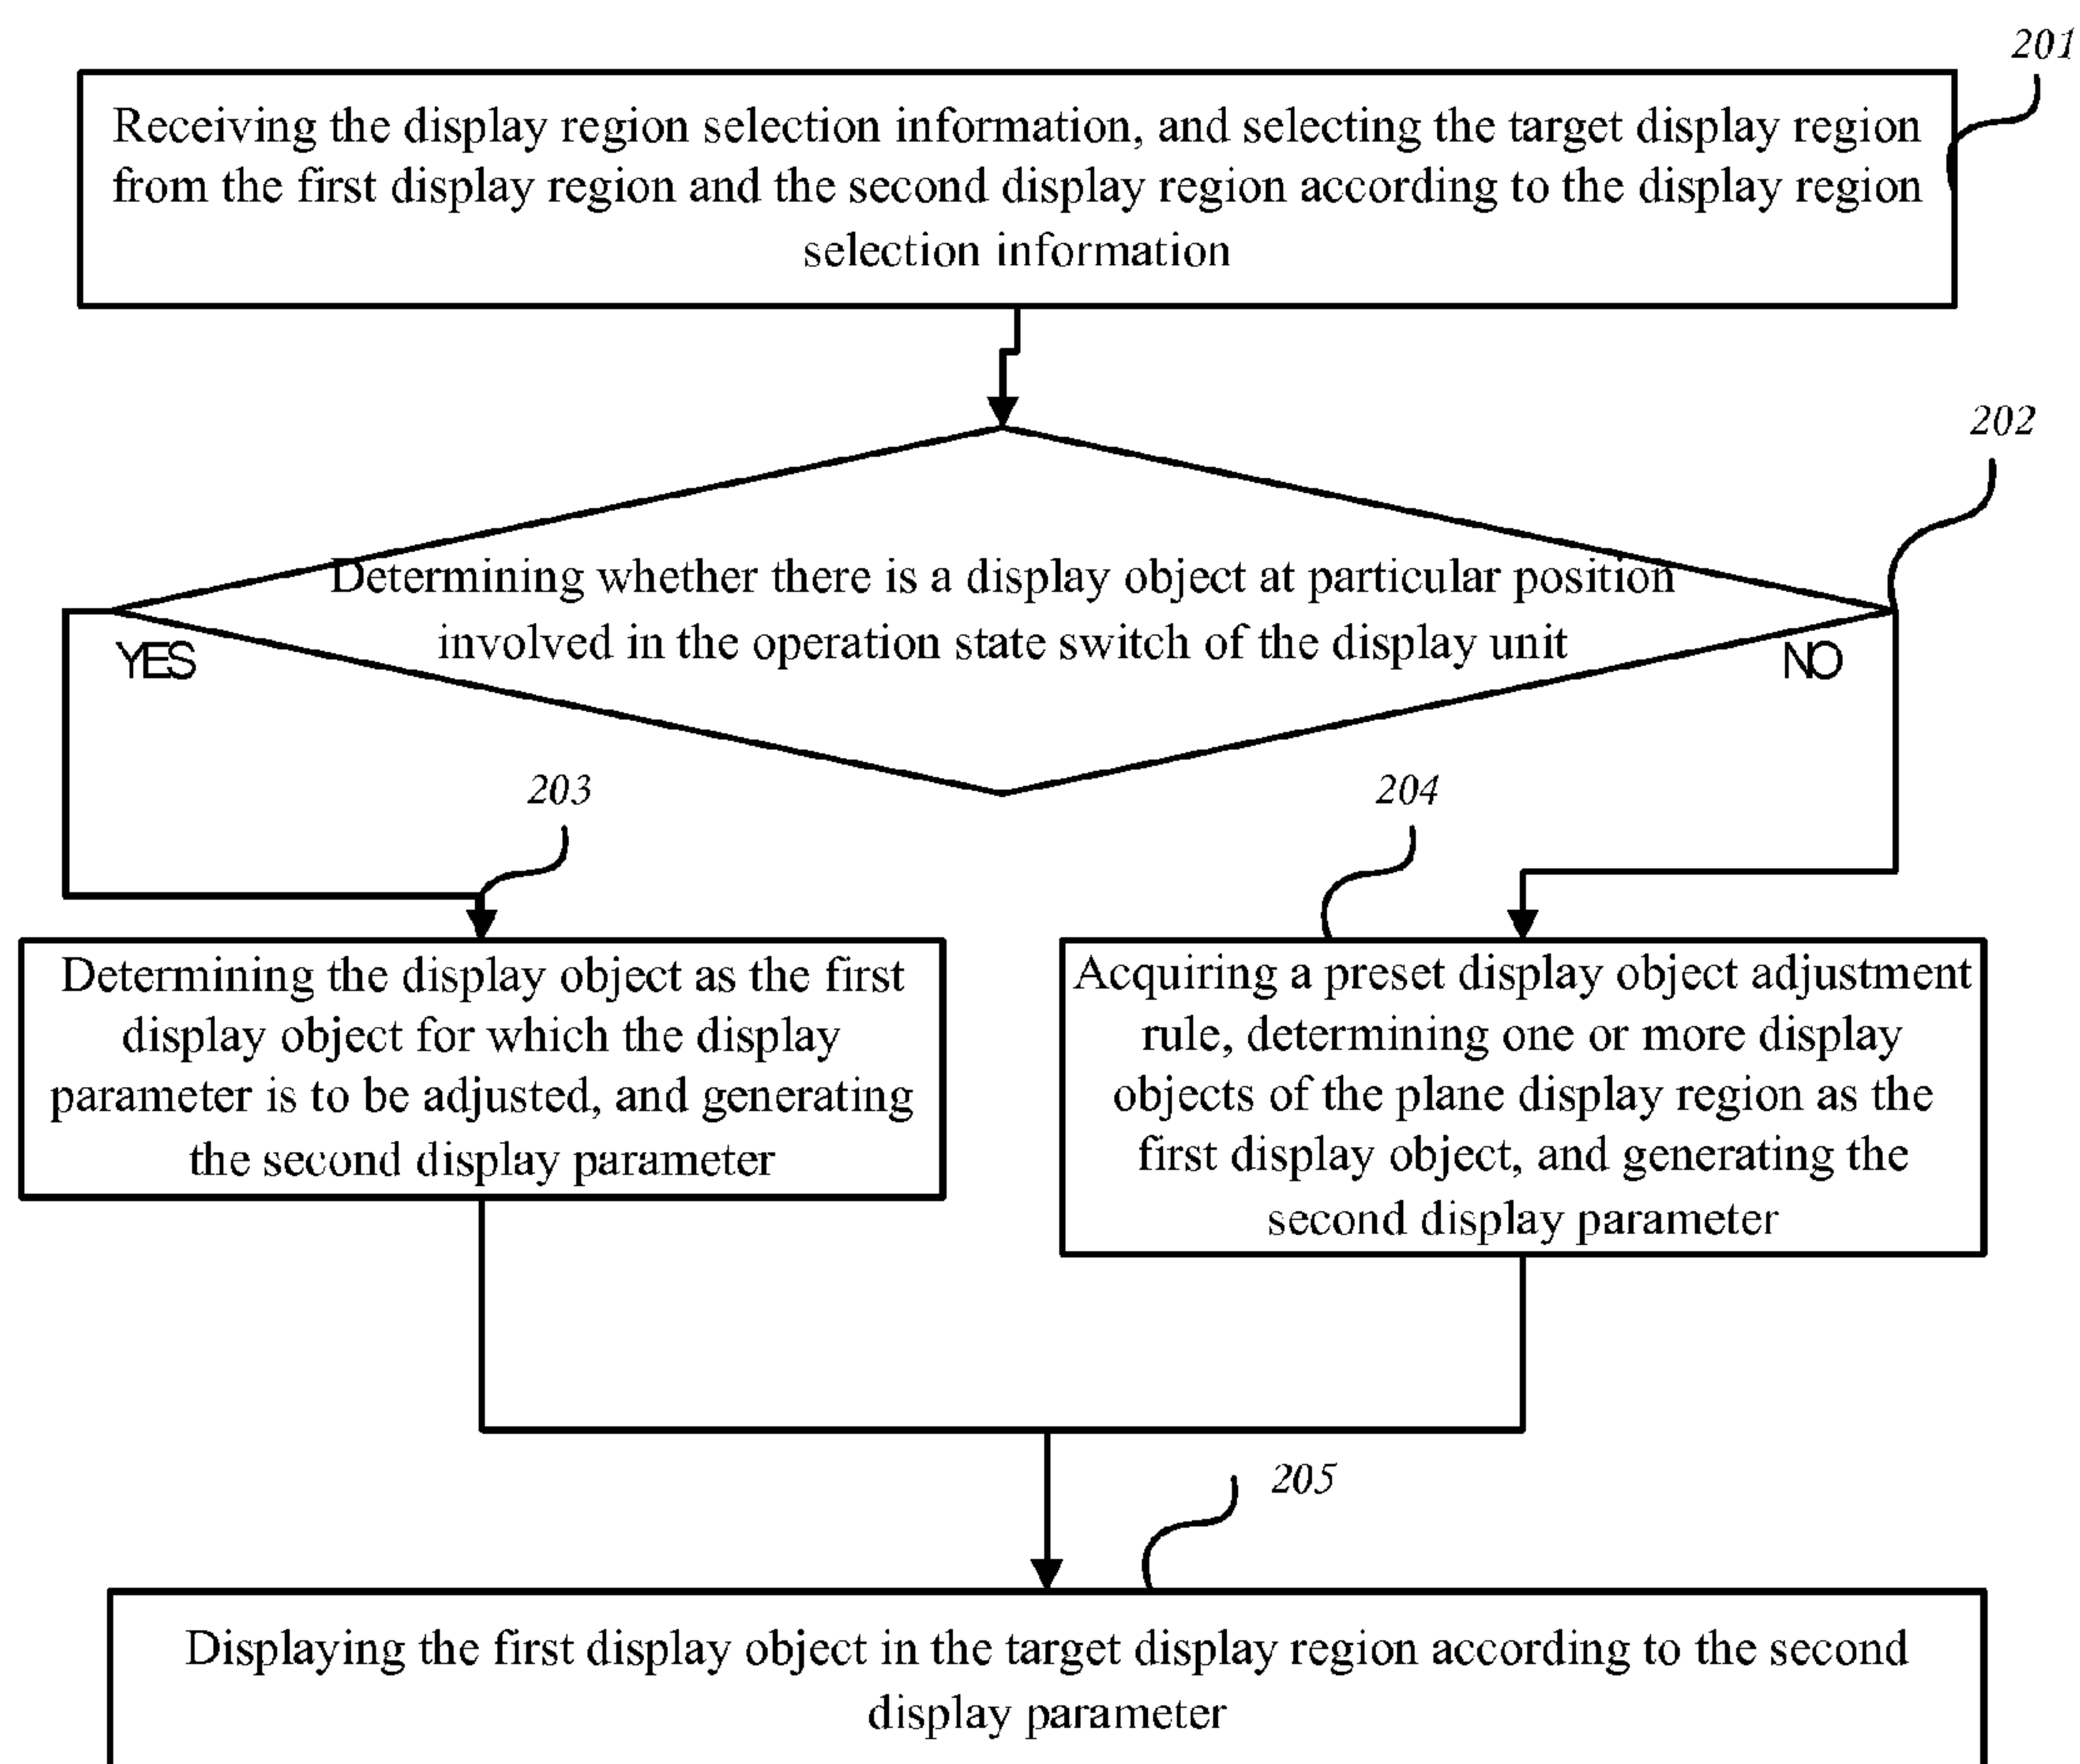 201
Receiving the display region selection information, and selecting the target display region
from the first display region and the second display region according to the display region
selection information
202
Determining whether there is a display object at particular position
involved in the operation state switch of the display unit
YES
NO
203
204
Determining the display object as the first
display object for which the display
parameter is to be adjusted, and generating
the second display parameter
Acquiring a preset display object adjustment
rule, determining one or more display
objects of the plane display region as the
first display object, and generating the
second display parameter
205
Displaying the first display object in the target display region according to the second
display parameter